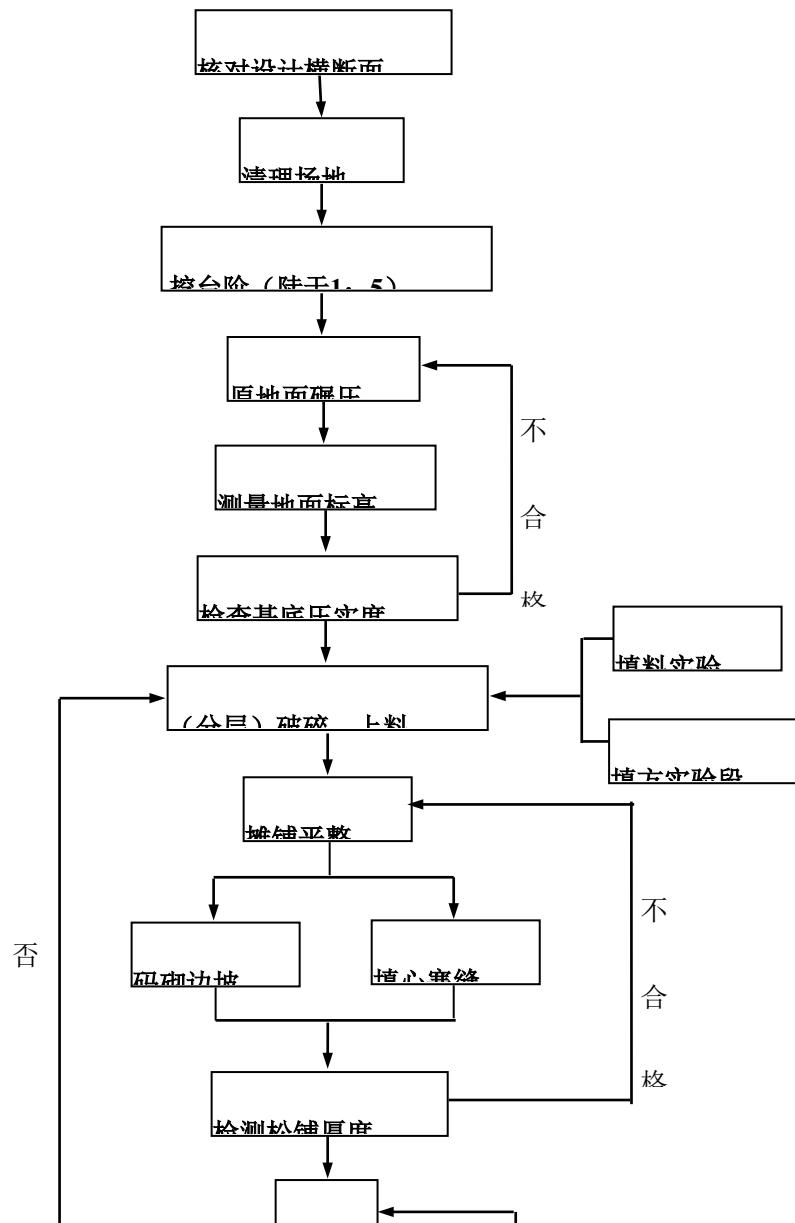 核对设计横断面
清理场地
挖台阶（陡于1：5）
原地面碾压
不
合
格
测量地面标高
检查基底压实度
填料实验
（分层）破碎、上料
填方实验段
摊铺平整
不
合
格
否
码砌边坡
填心塞缝
检测松铺厚度